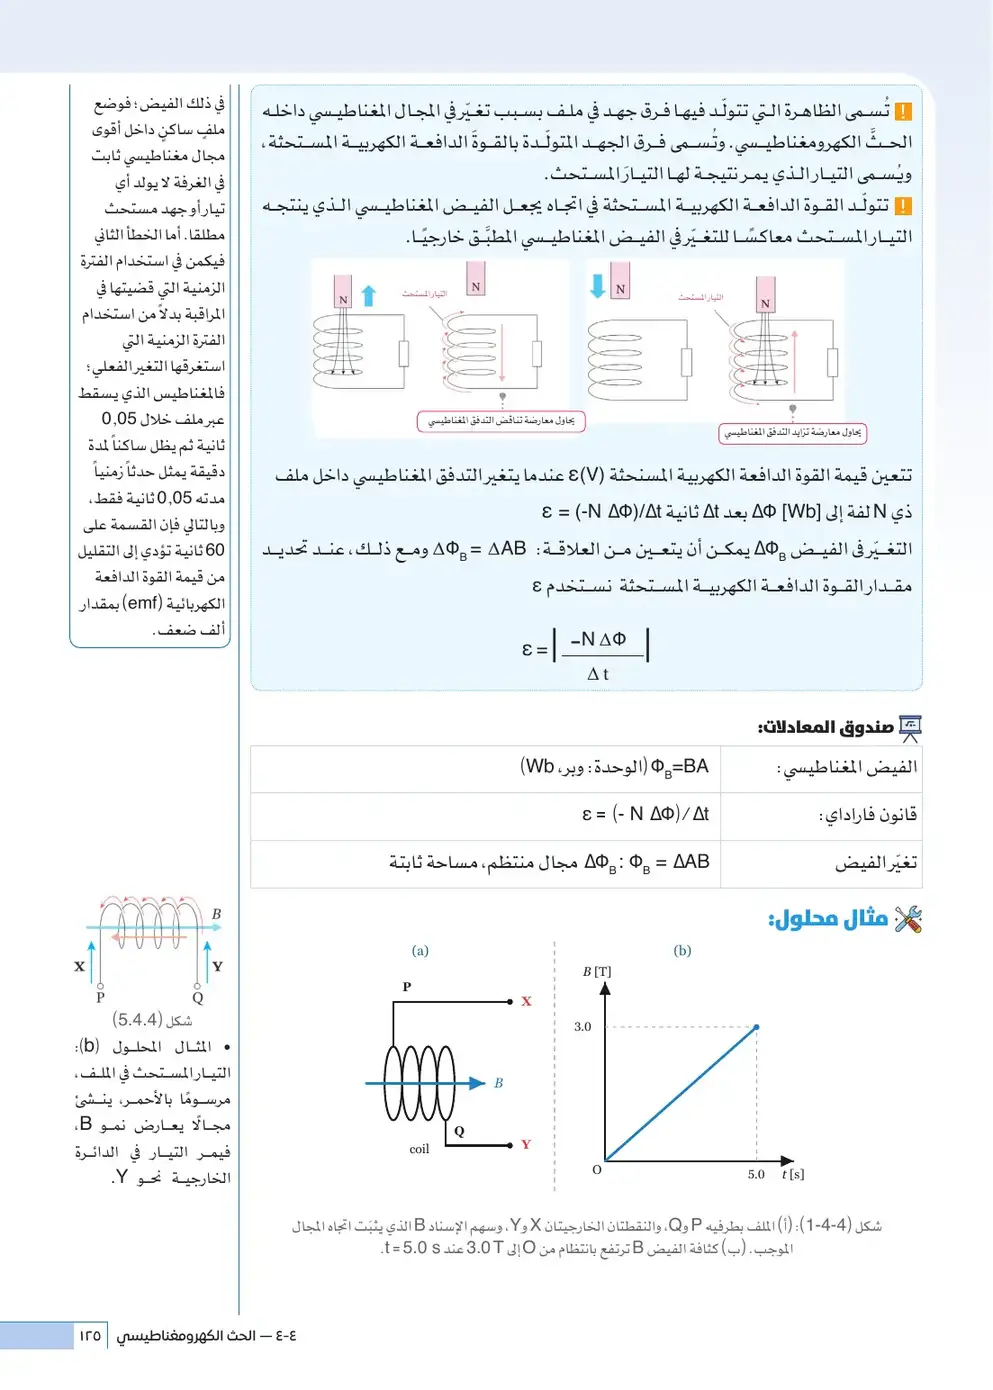 تُسمى الظاهرة التي تتولّد فيها فرق جهد في ملف بسبب تغيّر في المجال المغناطيسي داخله
الحثَّ الكهرومغناطيسي. وتُسمى فرق الجهد المتولّدة بالقوةَ الدافعة الكهربية المستحثة،
ويُسمى التيار الذي يمر نتيجة لها التيارَ المستحث.
تتولّد القوة الدافعة الكهربية المستحثة في اتجاه يجعل الفيض المغناطيسي الذي ينتجه
التيار المستحث معاكسًا للتغيّر في الفيض المغناطيسي المطبَّق خارجيًا.
N
التيار المستحث
N
N
التيار المستحث
N
يحاول معارضة تناقض التدفق المغناطيسي
يحاول معارضة تزايد التدفق المغناطيسي
تتعين قيمة القوة الدافعة الكهربية المستحثة ε(V) عندما يتغير التدفق المغناطيسي داخل ملف
ذي N لفة إلى ΔΦ [Wb] بعد Δt ثانية ε = (-N ΔΦ)/Δt
التغيّر في الفيض ΔΦB يمكن أن يتعين من العلاقة: ΔΦB = ΔAB ومع ذلك، عند تحديد
مقدار القوة الدافعة الكهربية المستحثة نستخدم ε
ε = | −N ΔΦ |
Δ t
في ذلك الفيض؛ فوضع
ملفٍ ساكنٍ داخل أقوى
مجال مغناطيسي ثابت
في الغرفة لا يولد أي
تيار أو جهد مستحث
مطلقا. أما الخطأ الثاني
فيكمن في استخدام الفترة
الزمنية التي قضيتها في
المراقبة بدلاً من استخدام
الفترة الزمنية التي
استغرقها التغير الفعلي؛
فالمغناطيس الذي يسقط
عبر ملف خلال 0,05
ثانية ثم يظل ساكناً لمدة
دقيقة يمثل حدثاً زمنياً
مدته 0,05 ثانية فقط،
وبالتالي فإن القسمة على
60 ثانية تؤدي إلى التقليل
من قيمة القوة الدافعة
الكهربائية (emf) بمقدار
ألف ضعف.
صندوق المعادلات:
الفيض المغناطيسي: ΦB=BA (الوحدة: وبر، Wb)
قانون فاراداي: ε = (- N ΔΦ)/ Δt
تغيّر الفيض ΔΦB : ΦB = ΔAB مجال منتظم، مساحة ثابتة
مثال محلول:
(a)
P
X
B
Q
coil
Y
(b)
B [T]
3.0
O
5.0
t [s]
شكل (4-4-1): (أ) الملف بطرفيه P وQ، والنقطتان الخارجيتان X وY، وسهم الإسناد B الذي يثبّت اتجاه المجال
الموجب. (ب) كثافة الفيض B ترتفع بانتظام من O إلى 3.0 T عند t = 5.0 s.
B
X
Y
P
Q
شكل (5.4.4)
• المثال المحلول (b):
التيار المستحث في الملف،
مرسومًا بالأحمر، ينشئ
مجالًا يعارض نمو B،
فيمر التيار في الدائرة
الخارجية نحو Y.
٤-٤ — الحث الكهرومغناطيسي ١٢٥